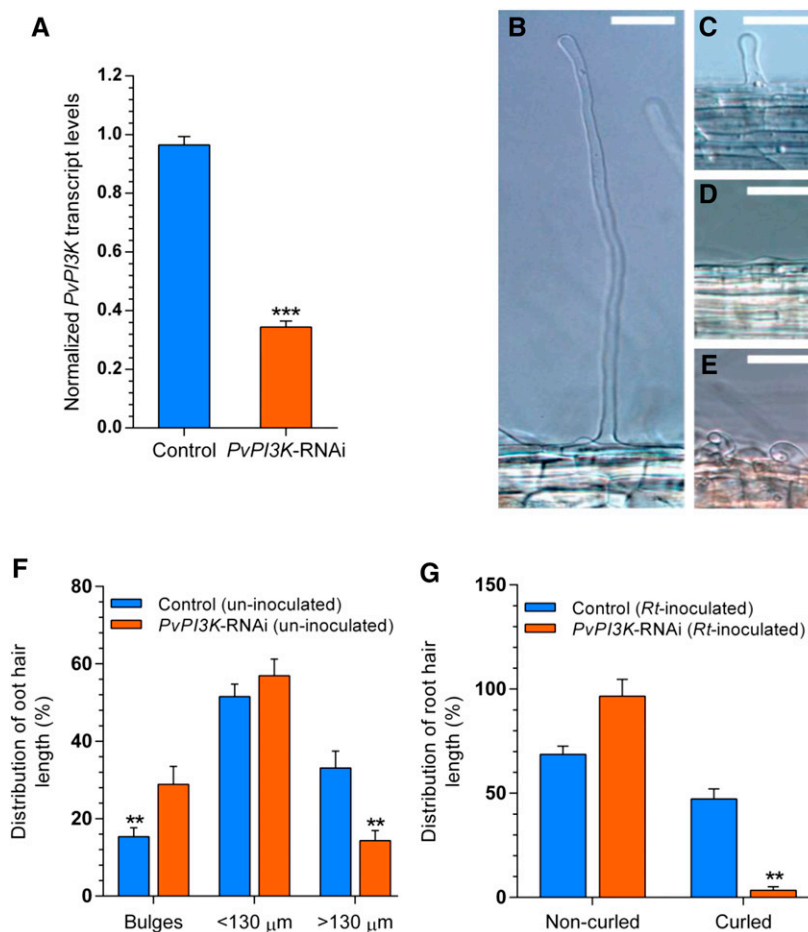 A
Normalized PvPI3K transcript levels
1.2
1.0
0.8
0.6
0.4
0.2
0.0
***
Control
PvPI3K-RNAi
B
C
D
E
F
Distribution of oot hair
length (%)
80
60
40
20
0
Control (un-inoculated)
PvPI3K-RNAi (un-inoculated)
**
**
Bulges
<130 µm
>130 µm
G
Distribution of root hair
length (%)
150
100
50
0
Control (Rt-inoculated)
PvPI3K-RNAi (Rt-inoculated)
**
Non-curled
Curled